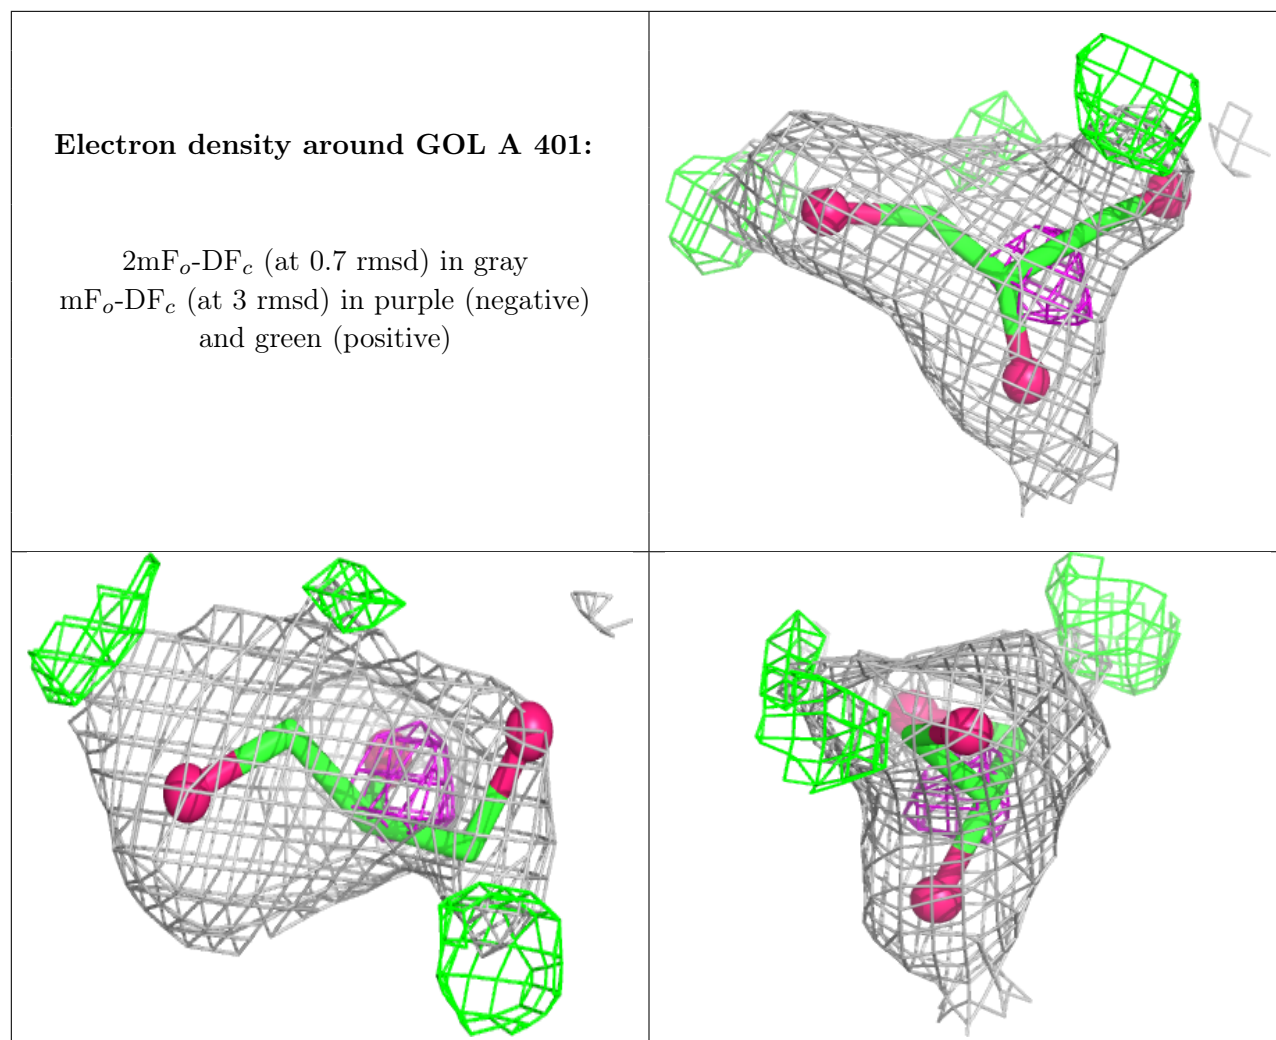 Electron density around GOL A 401:
2mFo-DFc (at 0.7 rmsd) in gray
mFo-DFc (at 3 rmsd) in purple (negative)
and green (positive)